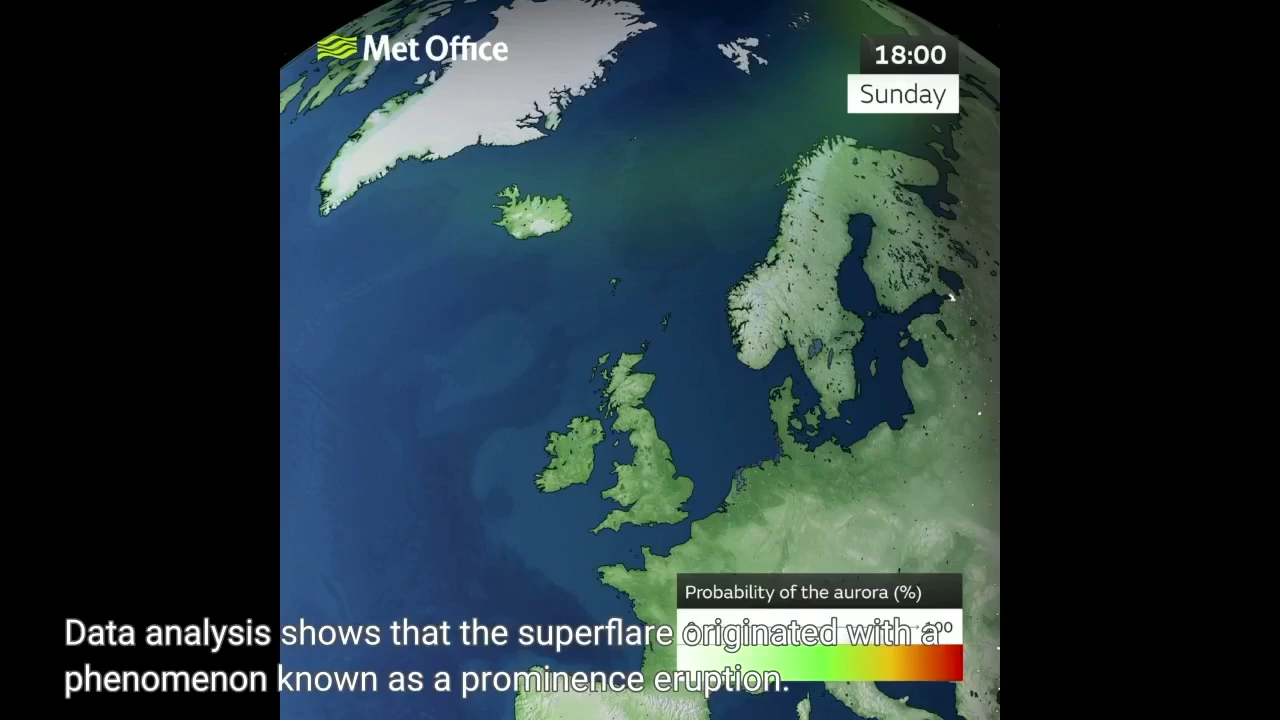 Met Office
18:00
Sunday
Probability of the aurora (%)
100
Data analysis shows that the superflare originated with a
phenomenon known as a prominence eruption.